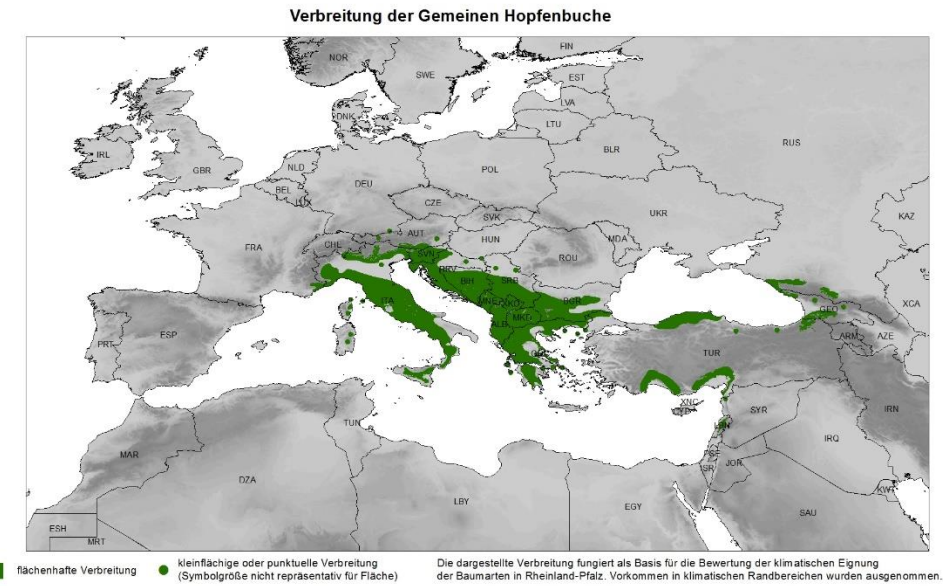 Verbreitung der Gemeinen Hopfenbuche
FIN
NOR
SWE
EST
LVA
DNK
LTU
IRL
BLR
RUS
GBR
NLD
POL
DEU
BEL
LUX
CZE
UKR
KAZ
SVK
AUT
MDA
FRA
CHE
HUN
SVN
ROU
HRV
BIH
SRB
ITA
MNE
BGR
GEO
XCA
MKD
ESP
ALB
PRT
ARM
AZE
GRC
TUR
XNC
CYP
SYR
TUN
LBN
IRN
IRQ
PSE
MAR
ISR
JOR
DZA
KWT
LBY
EGY
SAU
ESH
MRT
flächenhafte Verbreitung
kleinflächige oder punktuelle Verbreitung
(Symbolgröße nicht repräsentativ für Fläche)
Die dargestellte Verbreitung fungiert als Basis für die Bewertung der klimatischen Eignung
der Baumarten in Rheinland-Pfalz. Vorkommen in klimatischen Randbereichen wurden ausgenommen.